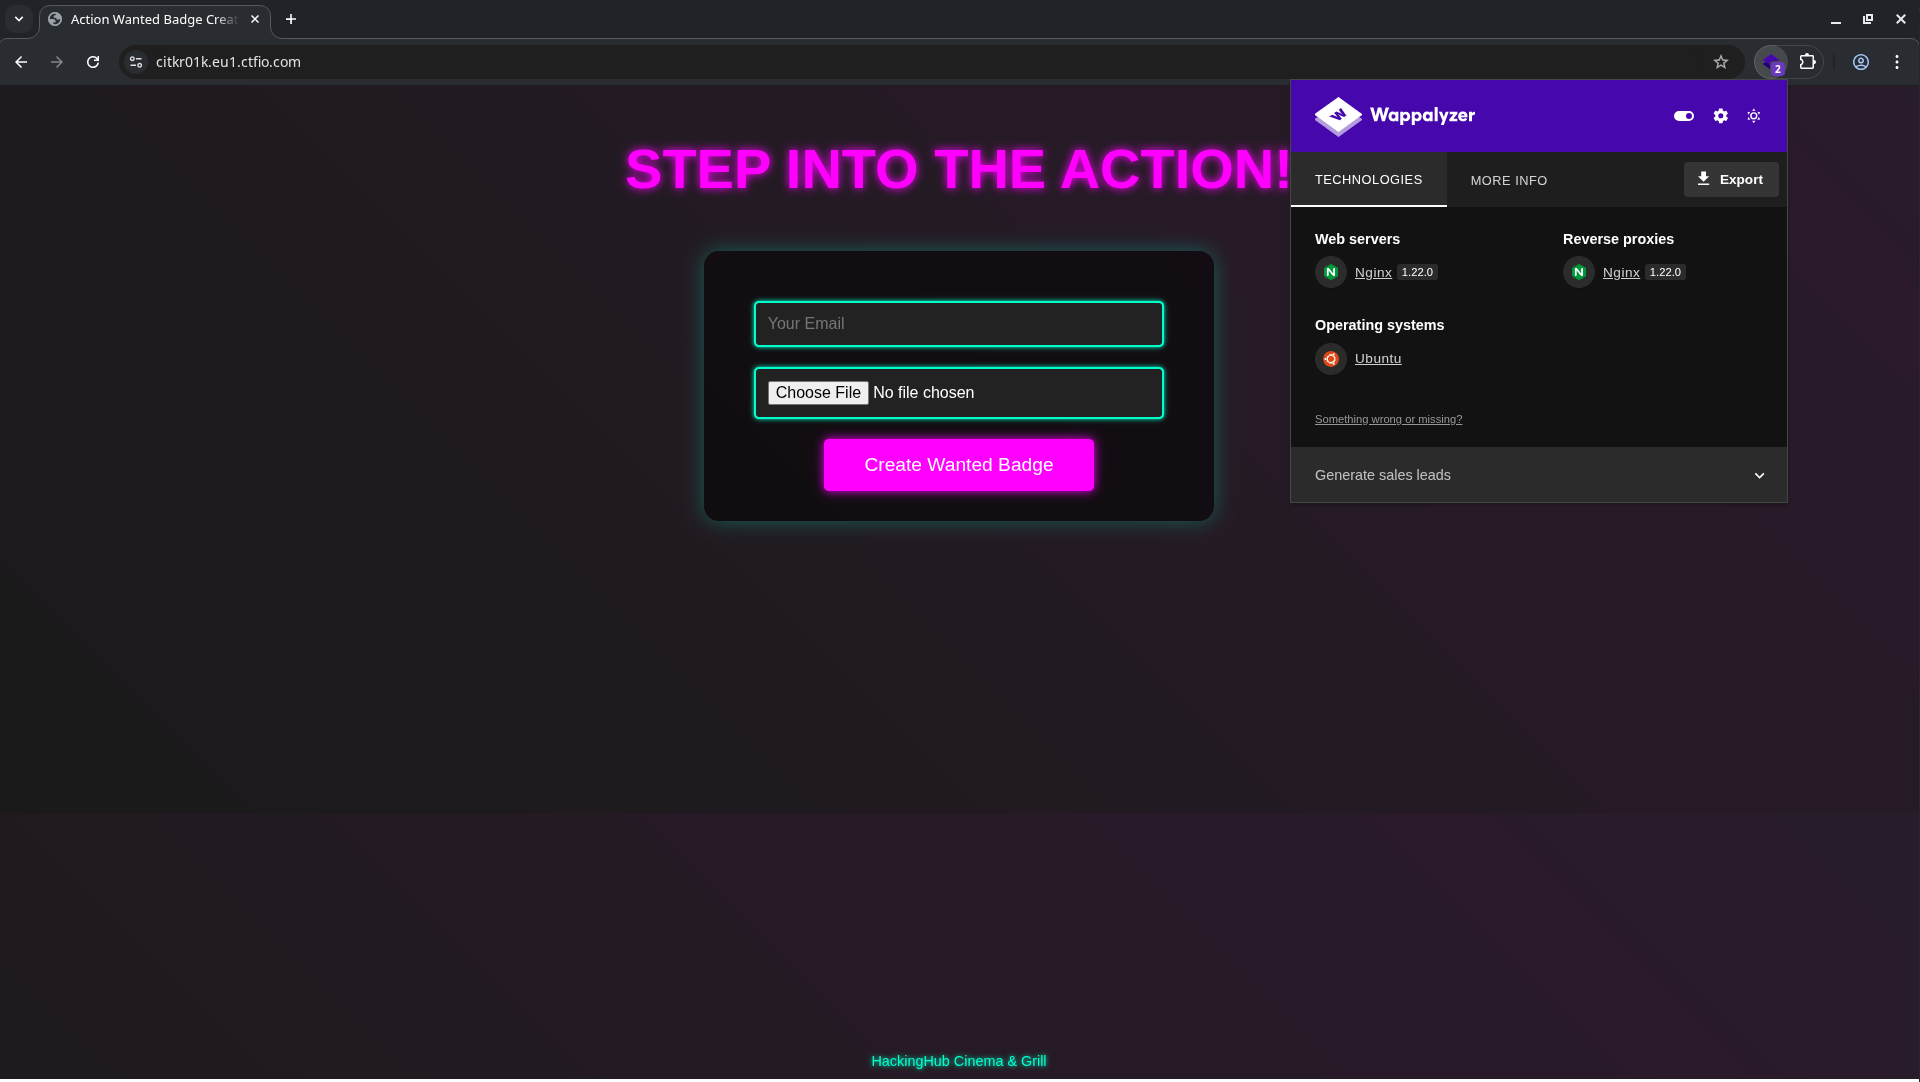 Action Wanted Badge Crea
citkr01k.eu1.ctfio.com
2
STEP INTO THE ACTION!
Your Email
Choose File No file chosen
Create Wanted Badge
HackingHub Cinema & Grill
Wappalyzer
TECHNOLOGIES
MORE INFO
Export
Web servers
Nginx 1.22.0
Reverse proxies
Nginx 1.22.0
Operating systems
Ubuntu
Something wrong or missing?
Generate sales leads